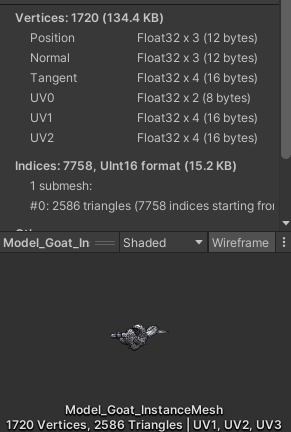 Vertices: 1720 (134.4 KB)
Position Float32 x 3 (12 bytes)
Normal Float32 x 3 (12 bytes)
Tangent Float32 x 4 (16 bytes)
UV0 Float32 x 2 (8 bytes)
UV1 Float32 x 4 (16 bytes)
UV2 Float32 x 4 (16 bytes)
Indices: 7758, UInt16 format (15.2 KB)
1 submesh:
#0: 2586 triangles (7758 indices starting from
Model_Goat_In Shaded Wireframe
Model_Goat_InstanceMesh
1720 Vertices, 2586 Triangles | UV1, UV2, UV3